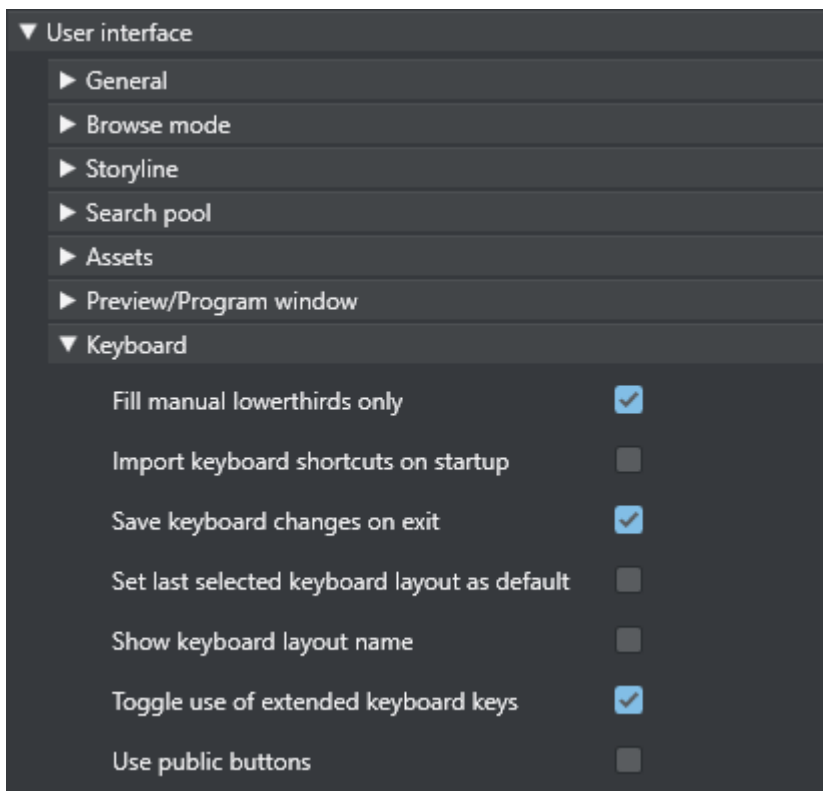 User interface
General
Browse mode
Storyline
Search pool
Assets
Preview/Program window
Keyboard
Fill manual lowerthirds only
Import keyboard shortcuts on startup
Save keyboard changes on exit
Set last selected keyboard layout as default
Show keyboard layout name
Toggle use of extended keyboard keys
Use public buttons